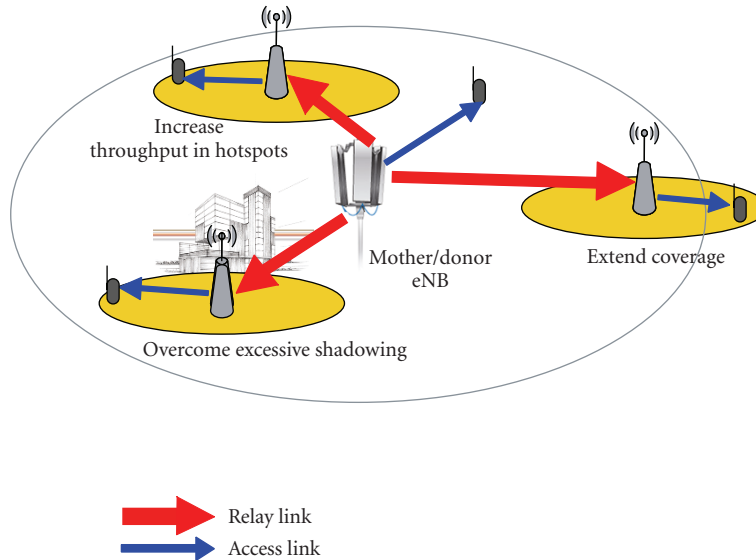 Increase
throughput in hotspots
Mother/donor
eNB
Extend coverage
Overcome excessive shadowing
Relay link
Access link